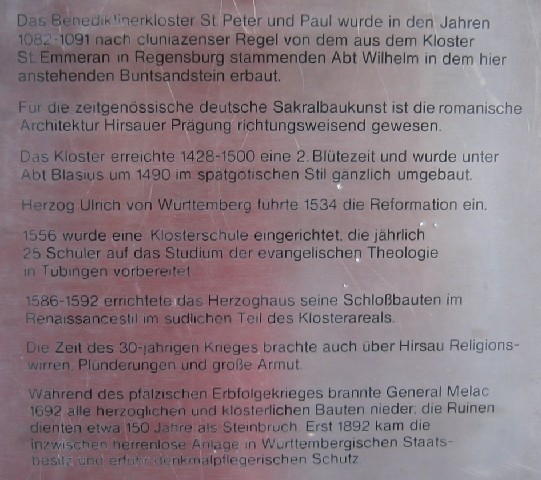 Das Benediktinerkloster St. Peter und Paul wurde in den Jahren
1082-1091 nach cluniazenser Regel von dem aus dem Kloster
St. Emmeran in Regensburg stammenden Abt Wilhelm in dem hier
anstehenden Buntsandstein erbaut.
Für die zeitgenössische deutsche Sakralbaukunst ist die romanische
Architektur Hirsauer Prägung richtungsweisend gewesen.
Das Kloster erreichte 1428-1500 eine 2. Blütezeit und wurde unter
Abt Blasius um 1490 im spätgotischen Stil gänzlich umgebaut.
Herzog Ulrich von Württemberg führte 1534 die Reformation ein.
1556 wurde eine Klosterschule eingerichtet, die jährlich
25 Schüler auf das Studium der evangelischen Theologie
in Tübingen vorbereitet
1586-1592 errichtete das Herzoghaus seine Schloßbauten im
Renaissancestil im südlichen Teil des Klosterareals.
Die Zeit des 30-jährigen Krieges brachte auch über Hirsau Religions-
wirren, Plünderungen und große Armut.
Während des pfälzischen Erbfolgekrieges brannte General Melac
1692 alle herzoglichen und klösterlichen Bauten nieder; die Ruinen
dienten etwa 150 Jahre als Steinbruch. Erst 1892 kam die
inzwischen herrenlose Anlage in Württembergischen Staats-
besitz und erfuhr denkmalpflegerischen Schutz